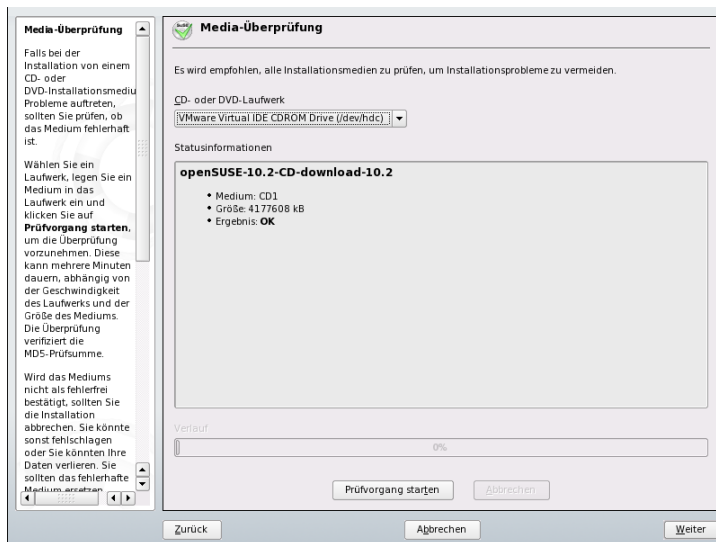 Media-Überprüfung
Falls bei der
Installation von einem
CD- oder
DVD-Installationsmediu
Probleme auftreten,
sollten Sie prüfen, ob
das Medium fehlerhaft
ist.
Wählen Sie ein
Laufwerk, legen Sie ein
Medium in das
Laufwerk ein und
klicken Sie auf
Prüfvorgang starten,
um die Überprüfung
vorzunehmen. Diese
kann mehrere Minuten
dauern, abhängig von
der Geschwindigkeit
des Laufwerks und der
Größe des Mediums.
Die Überprüfung
verifiziert die
MD5-Prüfsumme.
Wird das Mediums
nicht als fehlerfrei
bestätigt, sollten Sie
die Installation
abbrechen. Sie könnte
sonst fehlschlagen
oder Sie könnten Ihre
Daten verlieren. Sie
sollten das fehlerhafte
Medium ersetzen
SuSE
Media-Überprüfung
Es wird empfohlen, alle Installationsmedien zu prüfen, um Installationsprobleme zu vermeiden.
CD- oder DVD-Laufwerk
VMware Virtual IDE CDROM Drive (/dev/hdc)
Statusinformationen
openSUSE-10.2-CD-download-10.2
• Medium: CD1
• Größe: 4177608 kB
• Ergebnis: OK
Verlauf
0%
Prüfvorgang starten
Abbrechen
Zurück
Abbrechen
Weiter